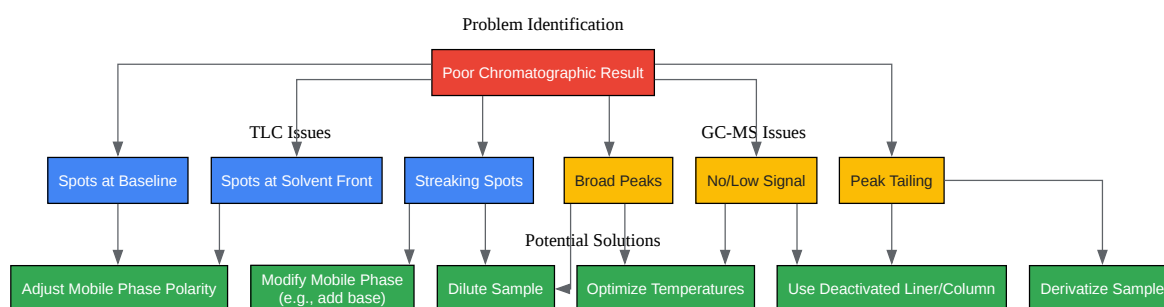 Problem Identification
Poor Chromatographic Result
TLC Issues
GC-MS Issues
Spots at Baseline
Spots at Solvent Front
Streaking Spots
Broad Peaks
No/Low Signal
Peak Tailing
Potential Solutions
Adjust Mobile Phase Polarity
Modify Mobile Phase
(e.g., add base)
Dilute Sample
Optimize Temperatures
Use Deactivated Liner/Column
Derivatize Sample